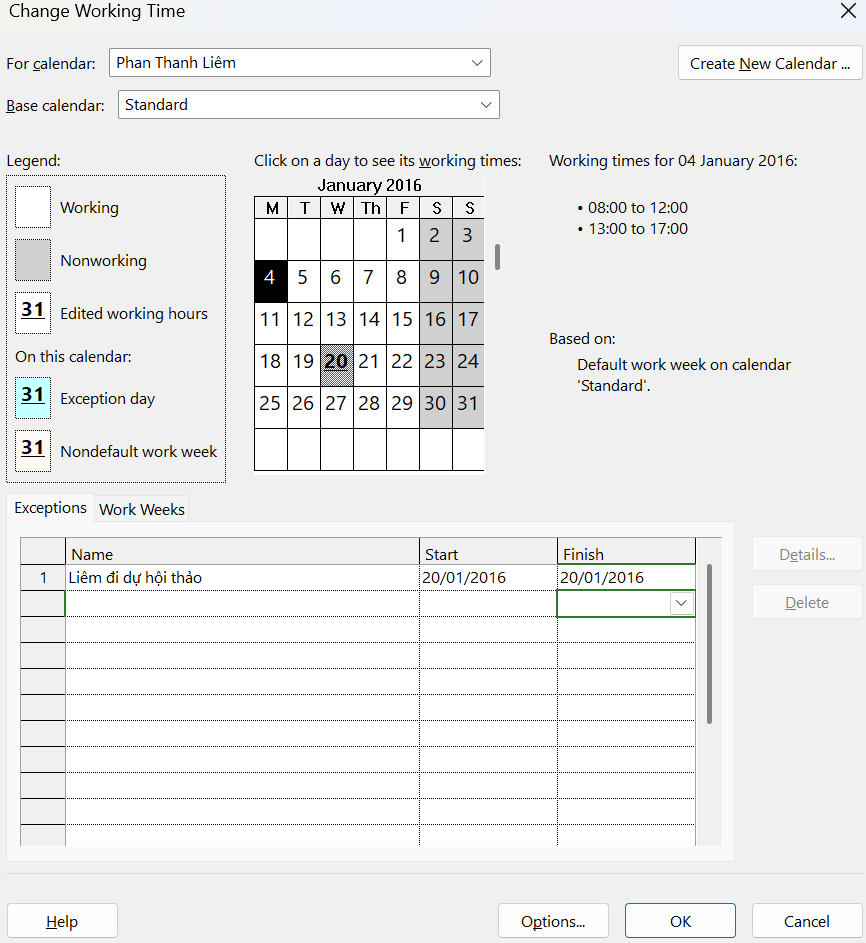 Change Working Time
For calendar: Phan Thanh Liêm
Create New Calendar ...
Base calendar: Standard
Legend:
Working
Nonworking
31 Edited working hours
On this calendar:
31 Exception day
31 Nondefault work week
Click on a day to see its working times:
January 2016
M T W Th F S S
1 2 3
4 5 6 7 8 9 10
11 12 13 14 15 16 17
18 19 20 21 22 23 24
25 26 27 28 29 30 31
Working times for 04 January 2016:
• 08:00 to 12:00
• 13:00 to 17:00
Based on:
Default work week on calendar
'Standard'.
Exceptions Work Weeks
Name Start Finish
1 Liêm đi dự hội thảo 20/01/2016 20/01/2016
Details...
Delete
Help Options... OK Cancel